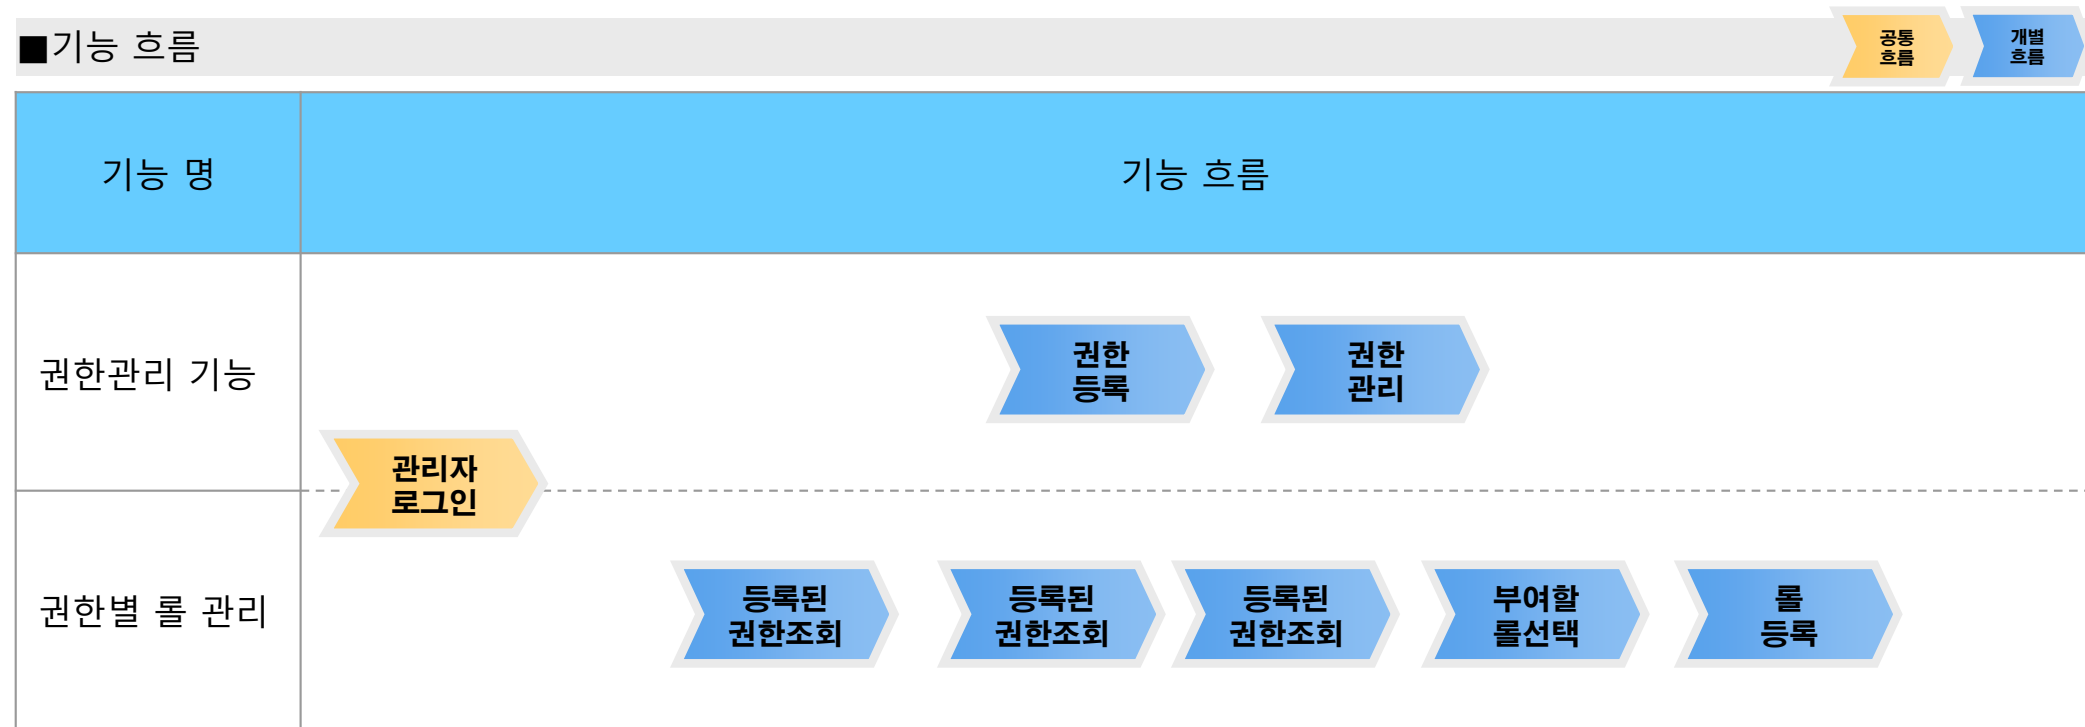 ■기능 흐름
공통
흐름
개별
흐름
기능 명
기능 흐름
권한관리 기능
권한
등록
권한
관리
관리자
로그인
권한별 롤 관리
등록된
권한조회
등록된
권한조회
등록된
권한조회
부여할
롤선택
롤
등록